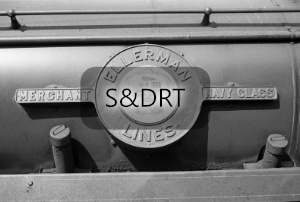 ELLERMAN
MERCHANT NAVY CLASS
S&DRT
LINES